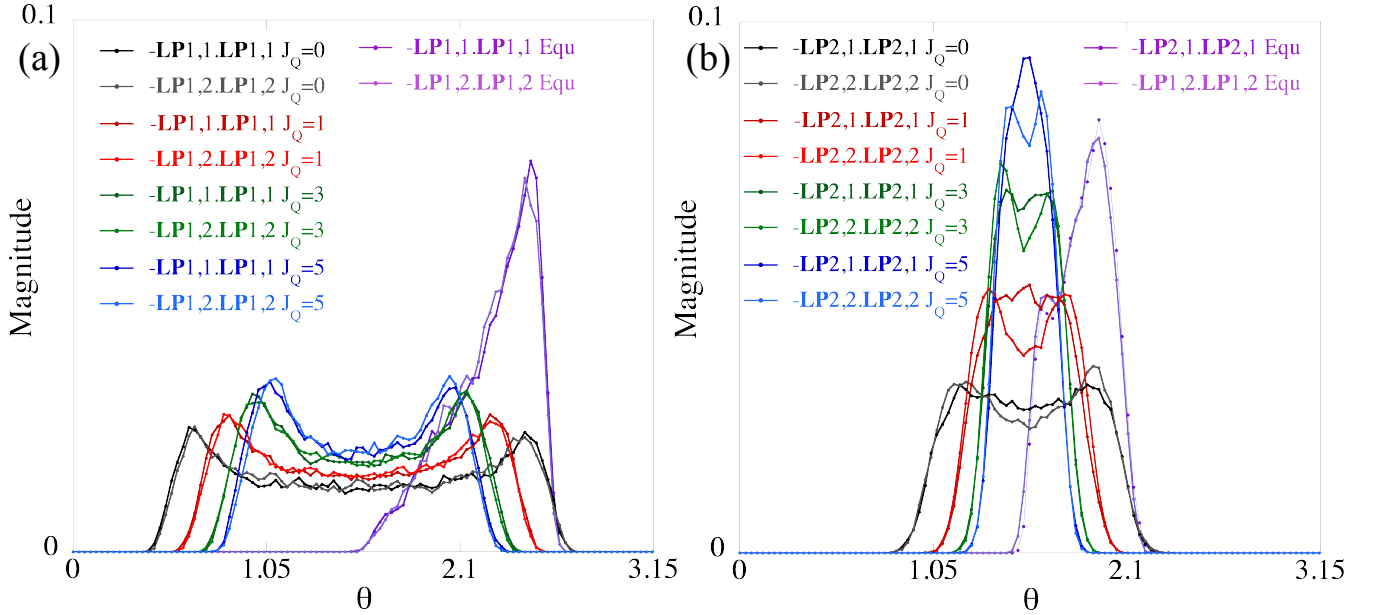 0.1
(a)
-LP1,1.LP1,1 J_Q=0
-LP1,2.LP1,2 J_Q=0
-LP1,1.LP1,1 J_Q=1
-LP1,2.LP1,2 J_Q=1
-LP1,1.LP1,1 J_Q=3
-LP1,2.LP1,2 J_Q=3
-LP1,1.LP1,1 J_Q=5
-LP1,2.LP1,2 J_Q=5
-LP1,1.LP1,1 Equ
-LP1,2.LP1,2 Equ
Magnitude
0
0
1.05
2.1
3.15
θ
0.1
(b)
-LP2,1.LP2,1 J_Q=0
-LP2,2.LP2,2 J_Q=0
-LP2,1.LP2,1 J_Q=1
-LP2,2.LP2,2 J_Q=1
-LP2,1.LP2,1 J_Q=3
-LP2,2.LP2,2 J_Q=3
-LP2,1.LP2,1 J_Q=5
-LP2,2.LP2,2 J_Q=5
-LP2,1.LP2,1 Equ
-LP1,2.LP1,2 Equ
Magnitude
0
0
1.05
2.1
3.15
θ